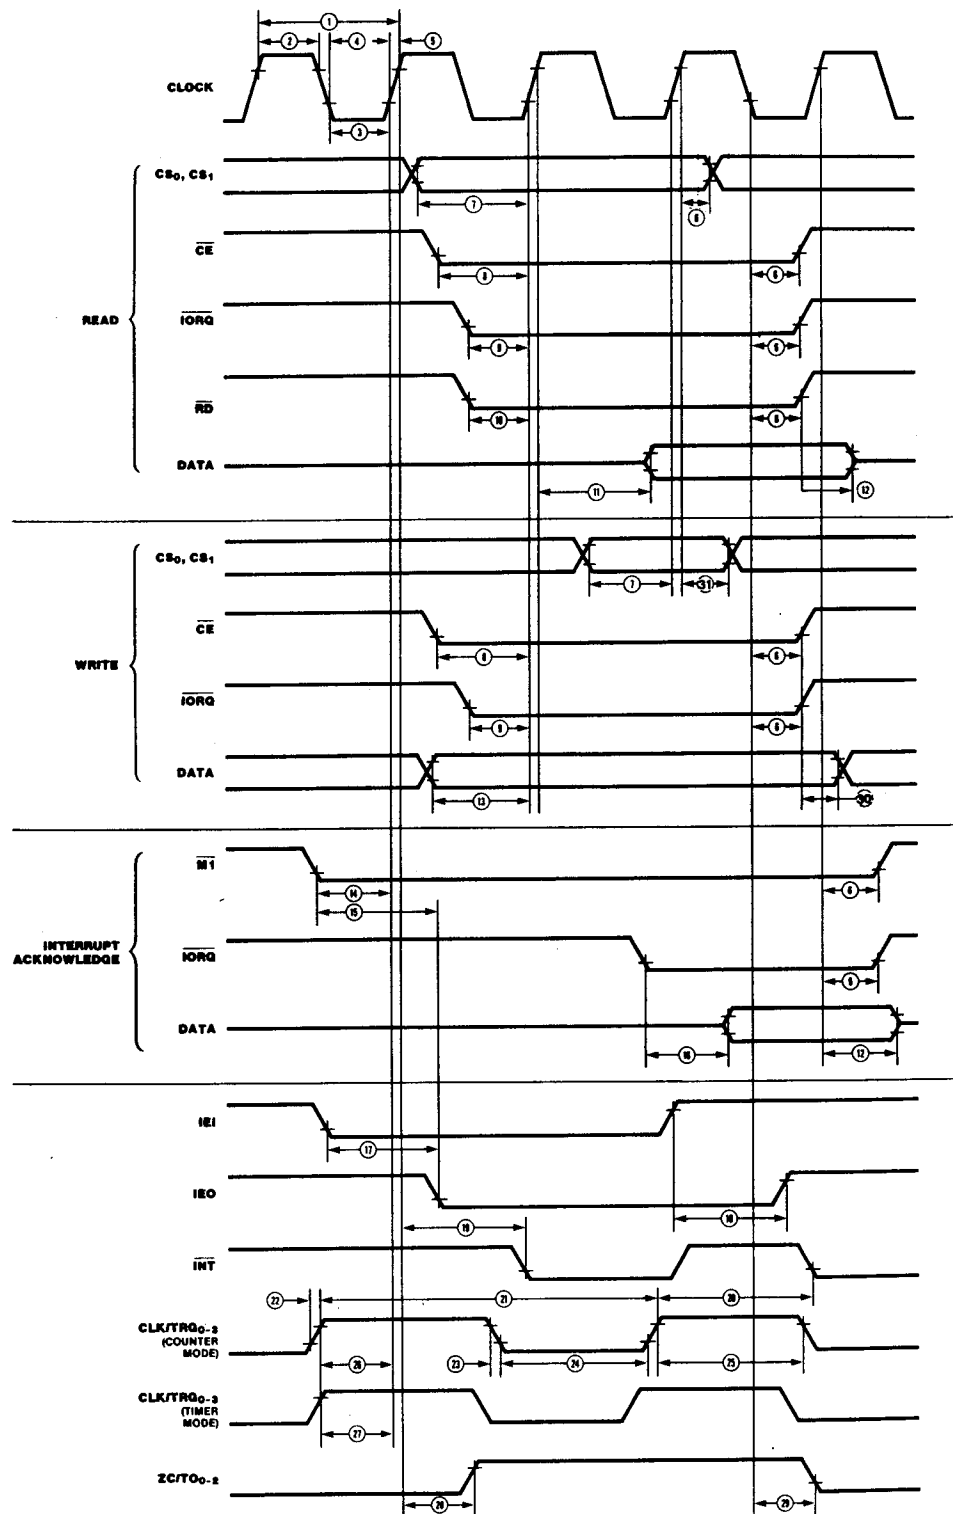 1
2 4 5
CLOCK
3
CS0, CS1
7 6
CE
8 6
READ
IORQ
9 6
RD
10 6
DATA
11 12
CS0, CS1
7 31
CE
8 6
WRITE
IORQ
9 6
DATA
13 30
M1
14 6
15
INTERRUPT
ACKNOWLEDGE
IORQ
DATA
16 12
IEI
17
IEO
19 18
INT
22 21 20
CLK/TRG0-3
(COUNTER
MODE)
26 23 24 25
CLK/TRG0-3
(TIMER
MODE)
27
ZC/TO0-2
28 29